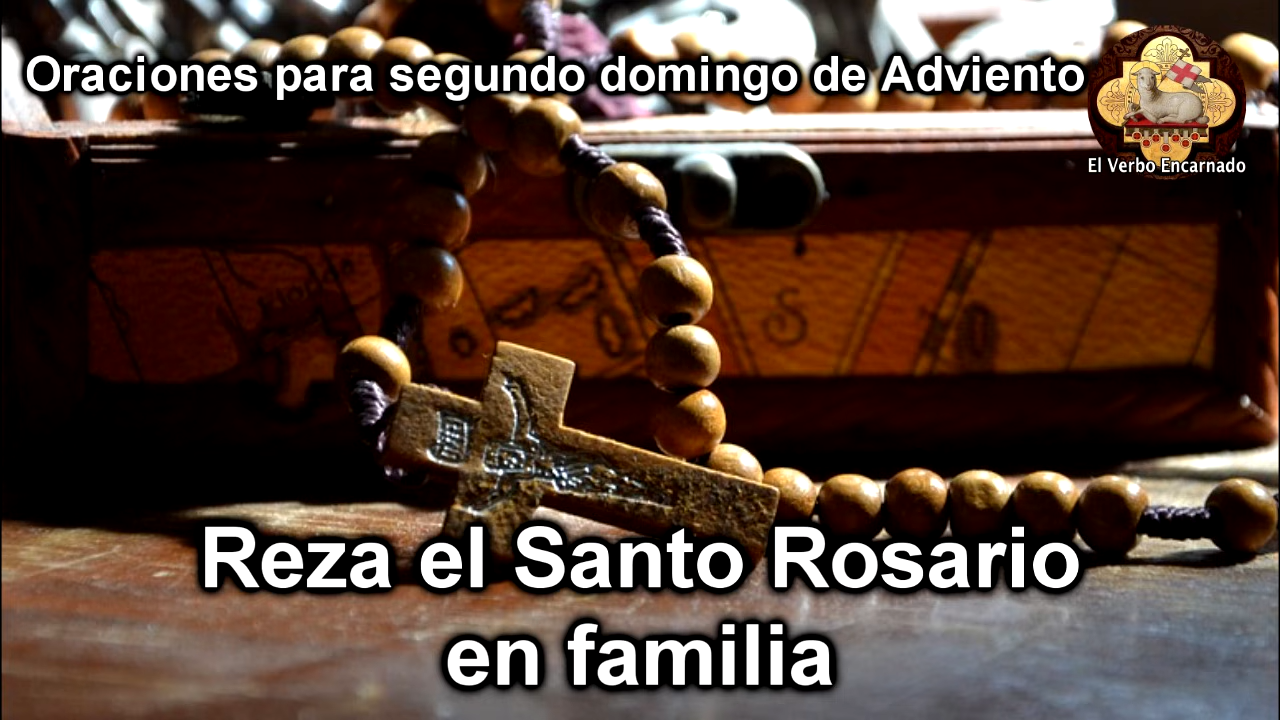 Oraciones para segundo domingo de Adviento
El Verbo Encarnado
Reza el Santo Rosario
en familia